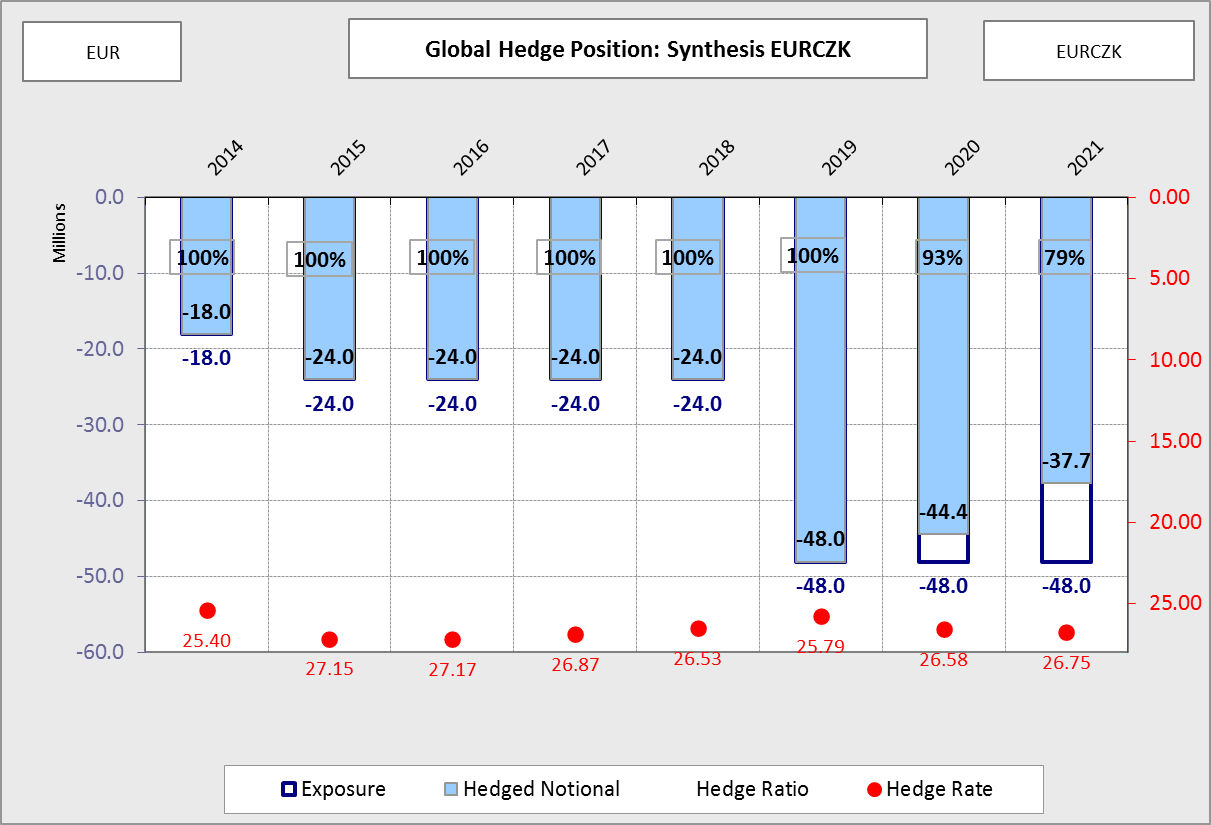 EUR
Global Hedge Position: Synthesis EURCZK
EURCZK
2014 2015 2016 2017 2018 2019 2020 2021
Millions
0.0
-10.0
-20.0
-30.0
-40.0
-50.0
-60.0
0.00
5.00
10.00
15.00
20.00
25.00
100% 100% 100% 100% 100% 100% 93% 79%
-18.0 -24.0 -24.0 -24.0 -24.0 -48.0 -44.4 -37.7
-18.0 -24.0 -24.0 -24.0 -24.0 -48.0 -48.0 -48.0
25.40 27.15 27.17 26.87 26.53 25.79 26.58 26.75
Exposure Hedged Notional Hedge Ratio Hedge Rate